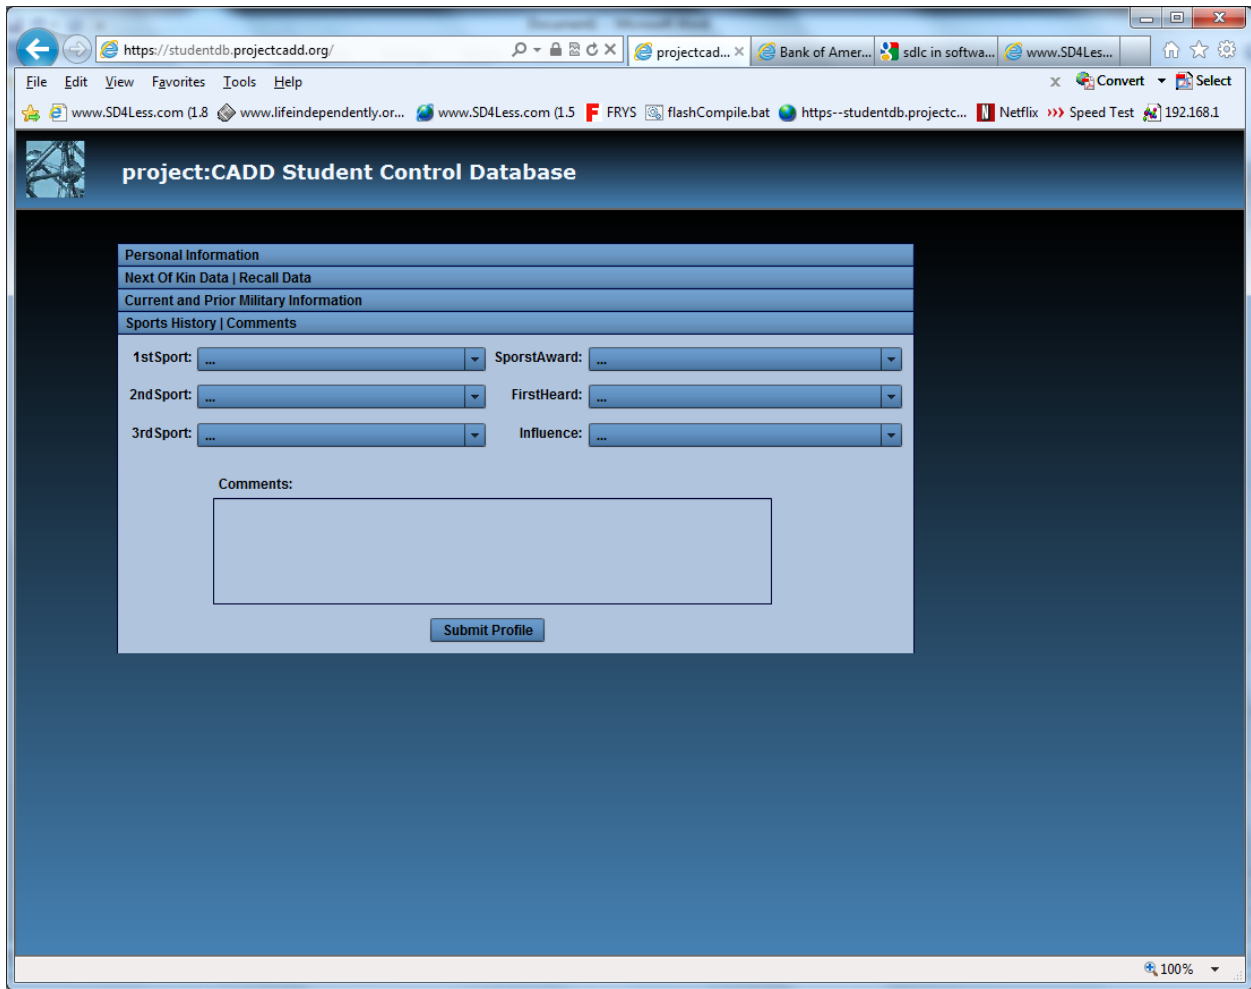 Document1 - Microsoft Word
https://studentdb.projectcadd.org/
projectcad...
Bank of Amer...
sdlc in softwa...
www.SD4Les...
File Edit View Favorites Tools Help
Convert
Select
www.SD4Less.com (1.8
www.lifeindependently.or...
www.SD4Less.com (1.5
FRYS
flashCompile.bat
https--studentdb.projectc...
Netflix
Speed Test
192.168.1
project:CADD Student Control Database
Personal Information
Next Of Kin Data | Recall Data
Current and Prior Military Information
Sports History | Comments
1stSport: ... SporstAward: ...
2ndSport: ... FirstHeard: ...
3rdSport: ... Influence: ...
Comments:
Submit Profile
100%